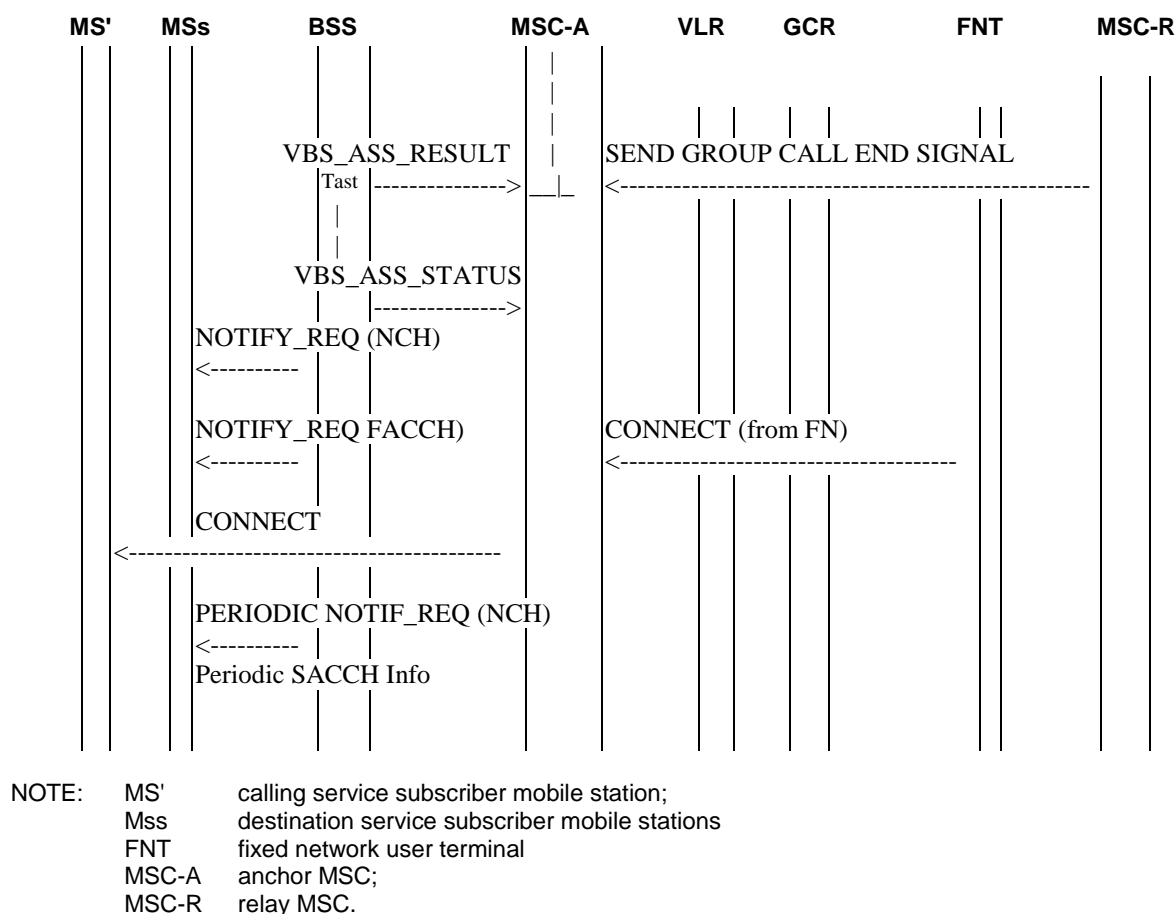 MS' MSs BSS MSC-A VLR GCR FNT MSC-R
VBS_ASS_RESULT SEND GROUP CALL END SIGNAL
Tast
VBS_ASS_STATUS
NOTIFY_REQ (NCH)
NOTIFY_REQ FACCH) CONNECT (from FN)
CONNECT
PERIODIC NOTIF_REQ (NCH)
Periodic SACCH Info
NOTE: MS' calling service subscriber mobile station;
Mss destination service subscriber mobile stations
FNT fixed network user terminal
MSC-A anchor MSC;
MSC-R relay MSC.